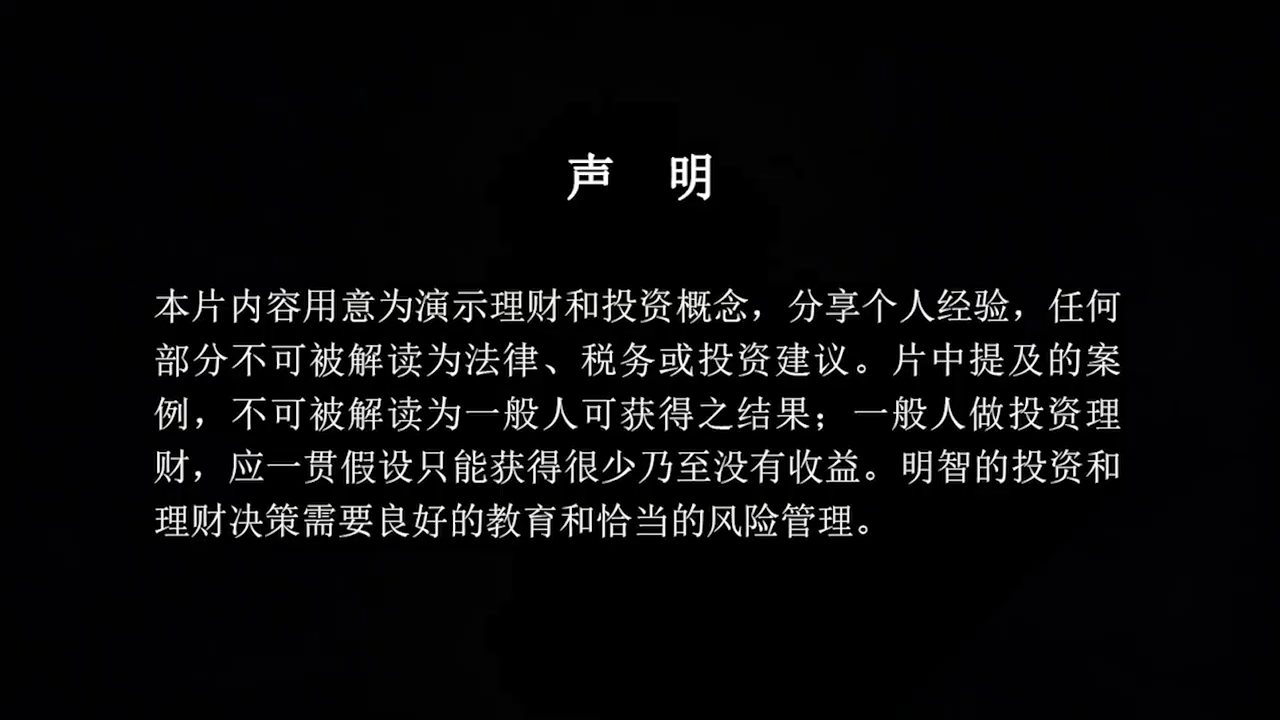 声 明
本片内容用意为演示理财和投资概念，分享个人经验，任何
部分不可被解读为法律、税务或投资建议。片中提及的案
例，不可被解读为一般人可获得之结果；一般人做投资理
财，应一贯假设只能获得很少乃至没有收益。明智的投资和
理财决策需要良好的教育和恰当的风险管理。